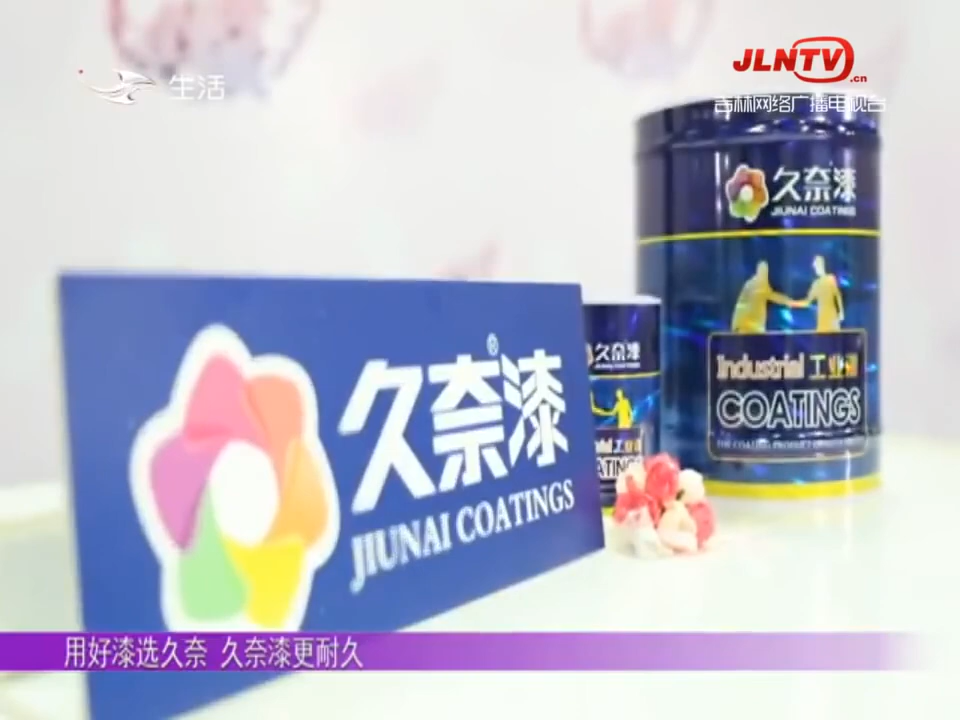 JLNTV.cn
吉林网络广播电视台
生活
久奈漆
JIUNAI COATINGS
Industrial 工业
COATINGS
久奈漆®
JIUNAI COATINGS
久奈漆
用好漆选久奈 久奈漆更耐久